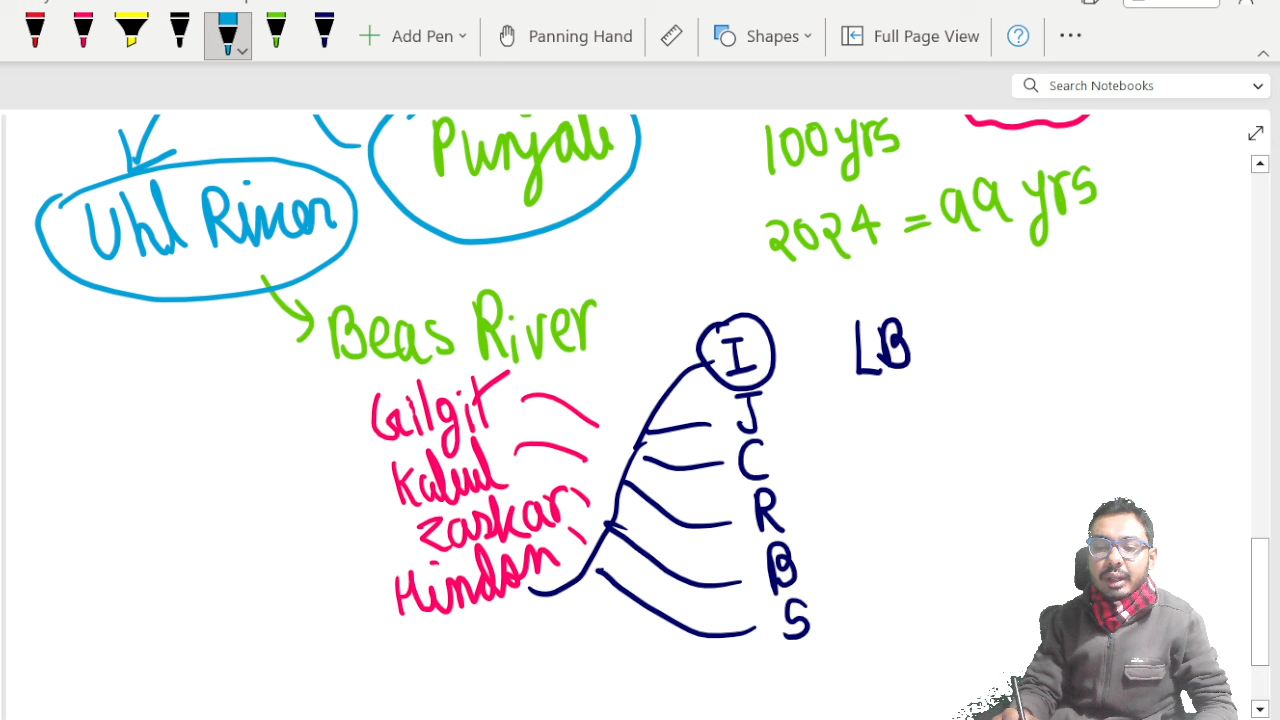 Add Pen
Panning Hand
Shapes
Full Page View
Search Notebooks
Punjab
100 yrs
Uhl River
2024 = 99 yrs
Beas River
I
LB
Gilgit
J
Kabul
C
Zaskar
R
Hindon
B
S